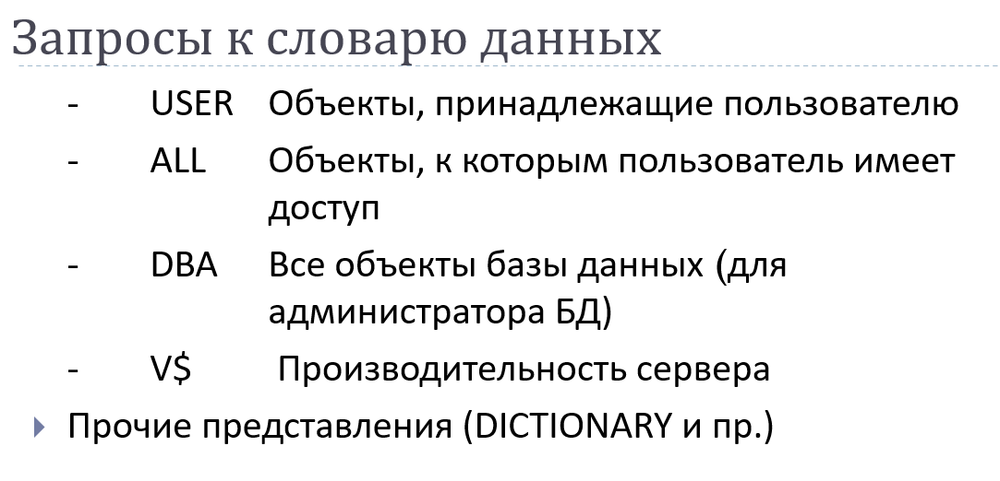 Запросы к словарю данных
- USER Объекты, принадлежащие пользователю
- ALL Объекты, к которым пользователь имеет
доступ
- DBA Все объекты базы данных (для
администратора БД)
- V$ Производительность сервера
Прочие представления (DICTIONARY и пр.)